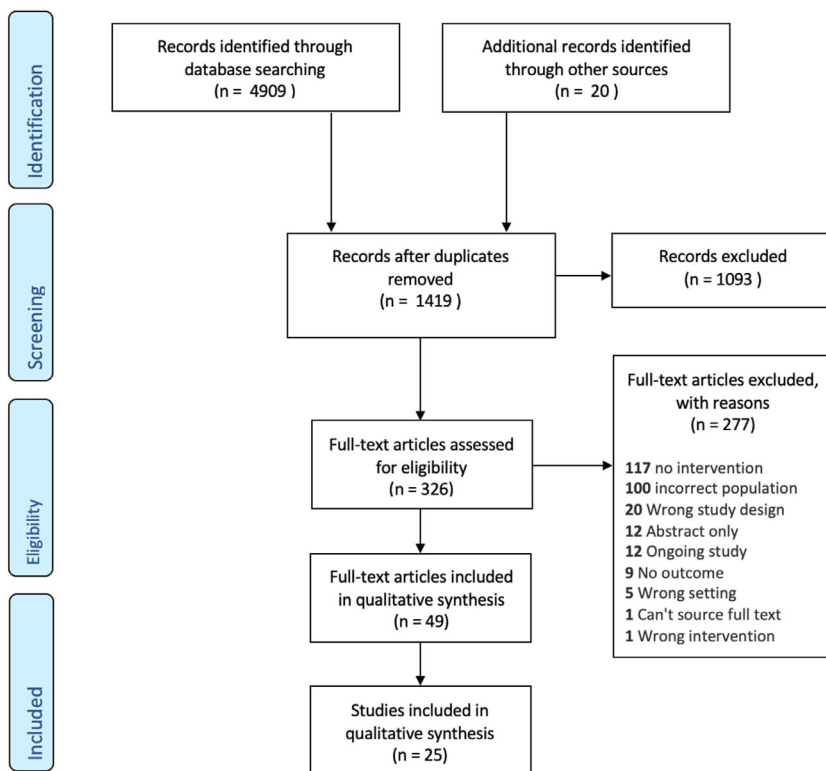 Identification
Records identified through
database searching
(n = 4909 )
Additional records identified
through other sources
(n = 20 )
Screening
Records after duplicates
removed
(n = 1419 )
Records excluded
(n = 1093 )
Eligibility
Full-text articles assessed
for eligibility
(n = 326)
Full-text articles excluded,
with reasons
(n = 277)
117 no intervention
100 incorrect population
20 Wrong study design
12 Abstract only
12 Ongoing study
9 No outcome
5 Wrong setting
1 Can't source full text
1 Wrong intervention
Full-text articles included
in qualitative synthesis
(n = 49)
Included
Studies included in
qualitative synthesis
(n = 25)